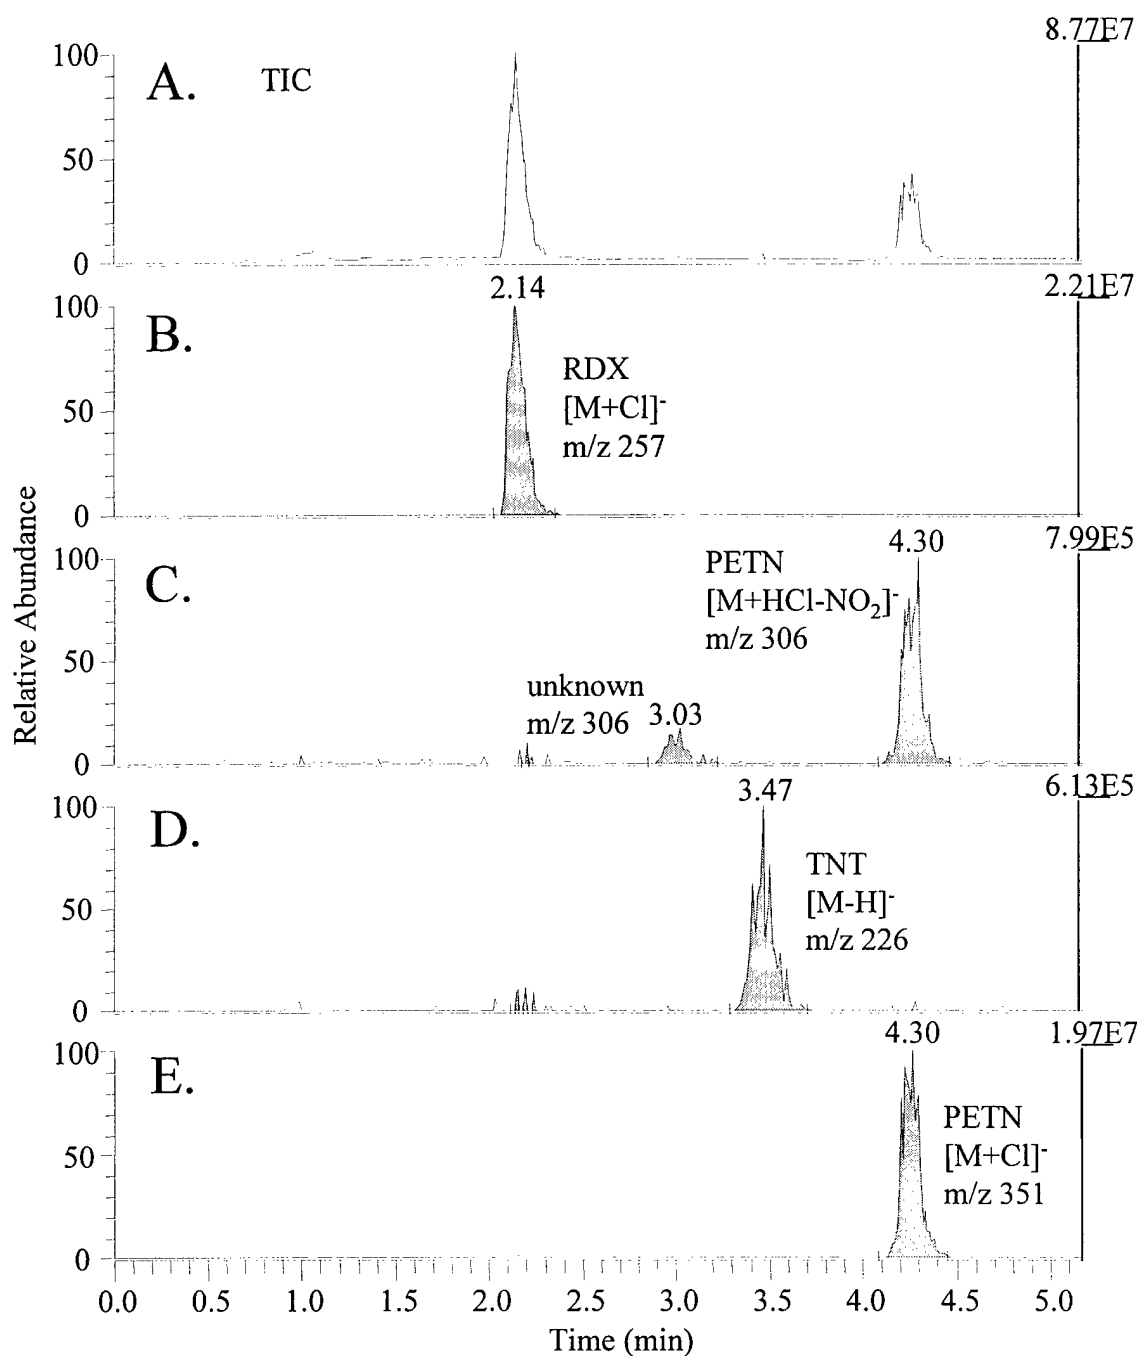 8.77E7
100
A. TIC
50
0
2.14
2.21E7
100
B.
RDX
[M+Cl]-
m/z 257
50
0
4.30
7.99E5
100
C.
PETN
[M+HCl-NO2]-
m/z 306
50
unknown
m/z 306
3.03
0
3.47
6.13E5
100
D.
TNT
[M-H]-
m/z 226
50
0
4.30
1.97E7
100
E.
PETN
[M+Cl]-
m/z 351
50
0
Relative Abundance
0.0 0.5 1.0 1.5 2.0 2.5 3.0 3.5 4.0 4.5 5.0
Time (min)